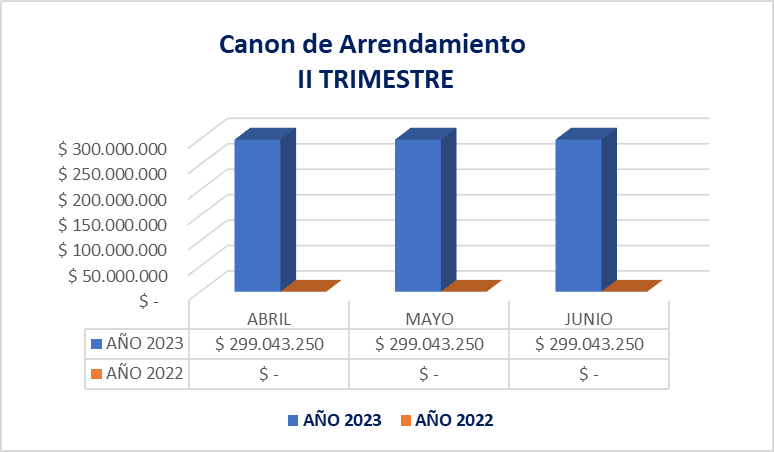 Canon de Arrendamiento
II TRIMESTRE
$ 300.000.000
$ 250.000.000
$ 200.000.000
$ 150.000.000
$ 100.000.000
$ 50.000.000
$ -
ABRIL MAYO JUNIO
AÑO 2023 $ 299.043.250 $ 299.043.250 $ 299.043.250
AÑO 2022 $ - $ - $ -
AÑO 2023 AÑO 2022